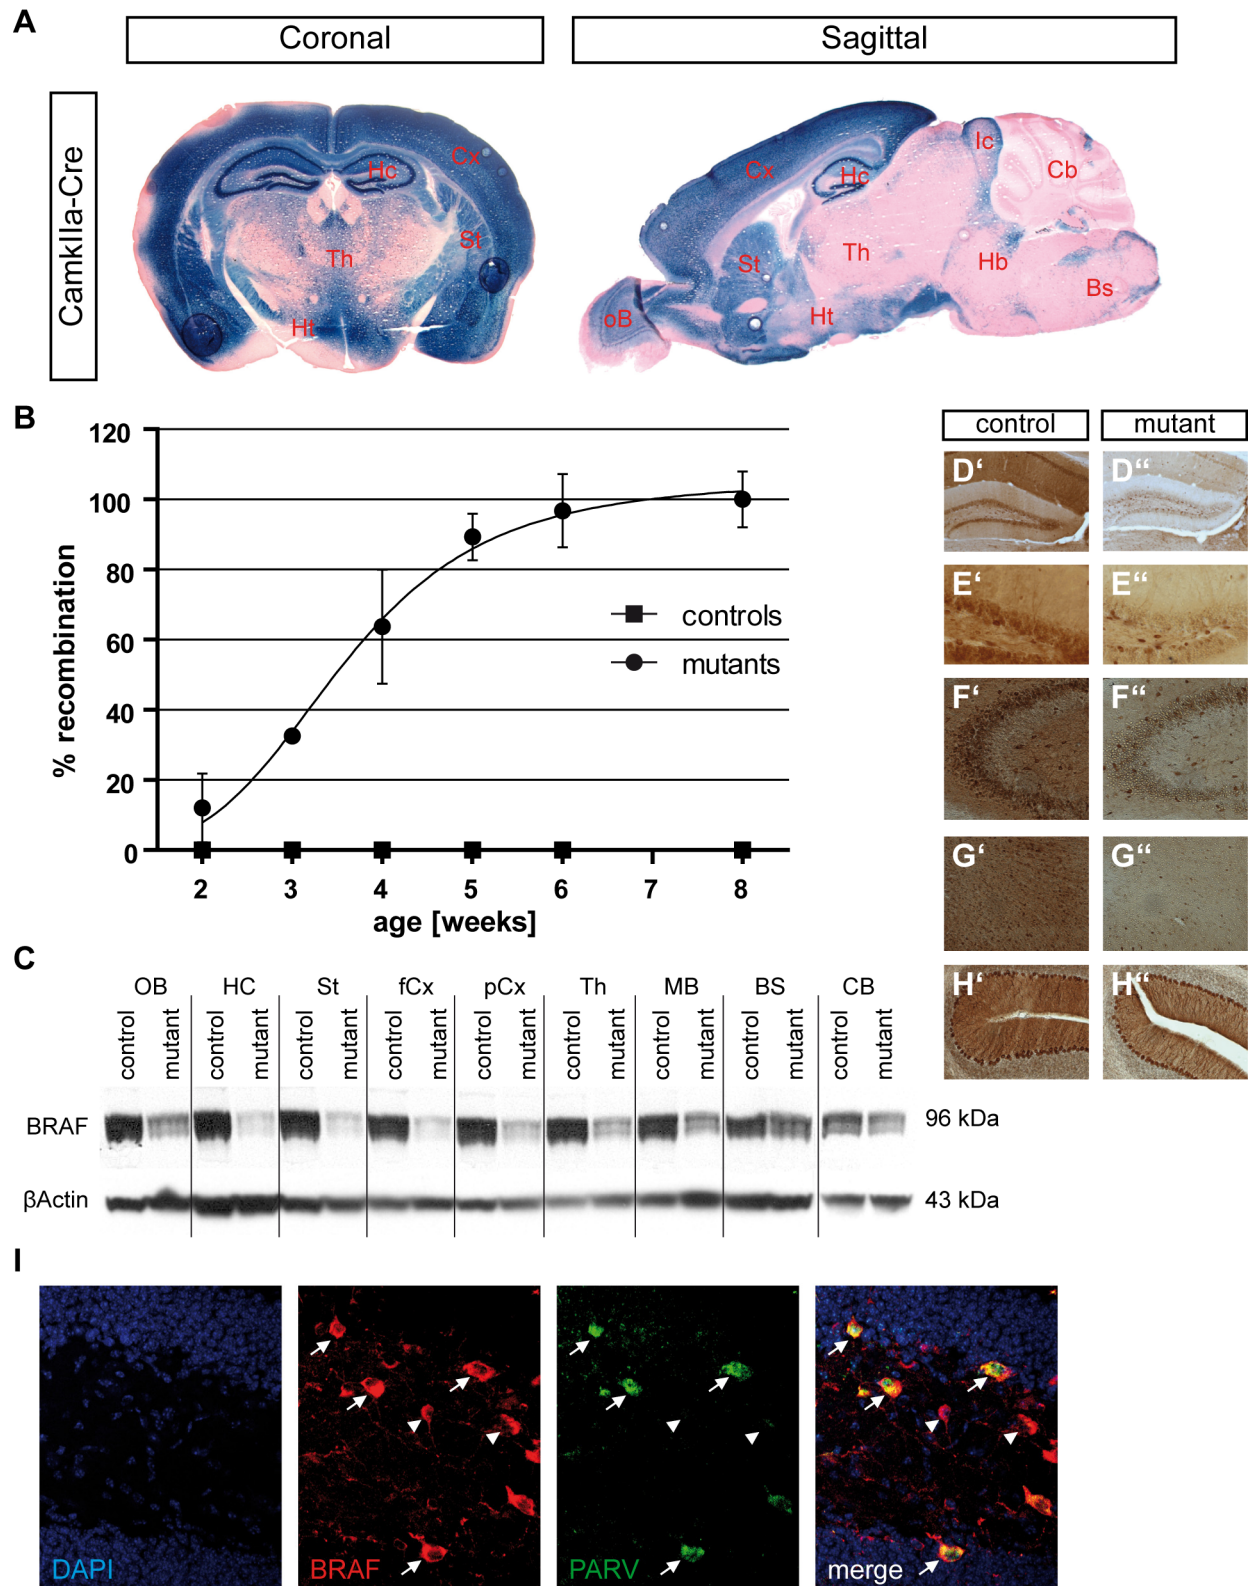 A
Coronal
Sagittal
CamkIIa-Cre
Cx
Hc
St
Th
Ht
Cx
Hc
Ic
Cb
St
Th
Hb
Bs
oB
Ht
B
120
100
80
60
40
20
0
% recombination
2 3 4 5 6 7 8
age [weeks]
controls
mutants
control
mutant
D‘
D“
E‘
E“
F‘
F“
G‘
G“
H‘
H“
C
OB HC St fCx pCx Th MB BS CB
control mutant control mutant control mutant control mutant control mutant control mutant control mutant control mutant control mutant
BRAF
96 kDa
βActin
43 kDa
I
DAPI
BRAF
PARV
merge